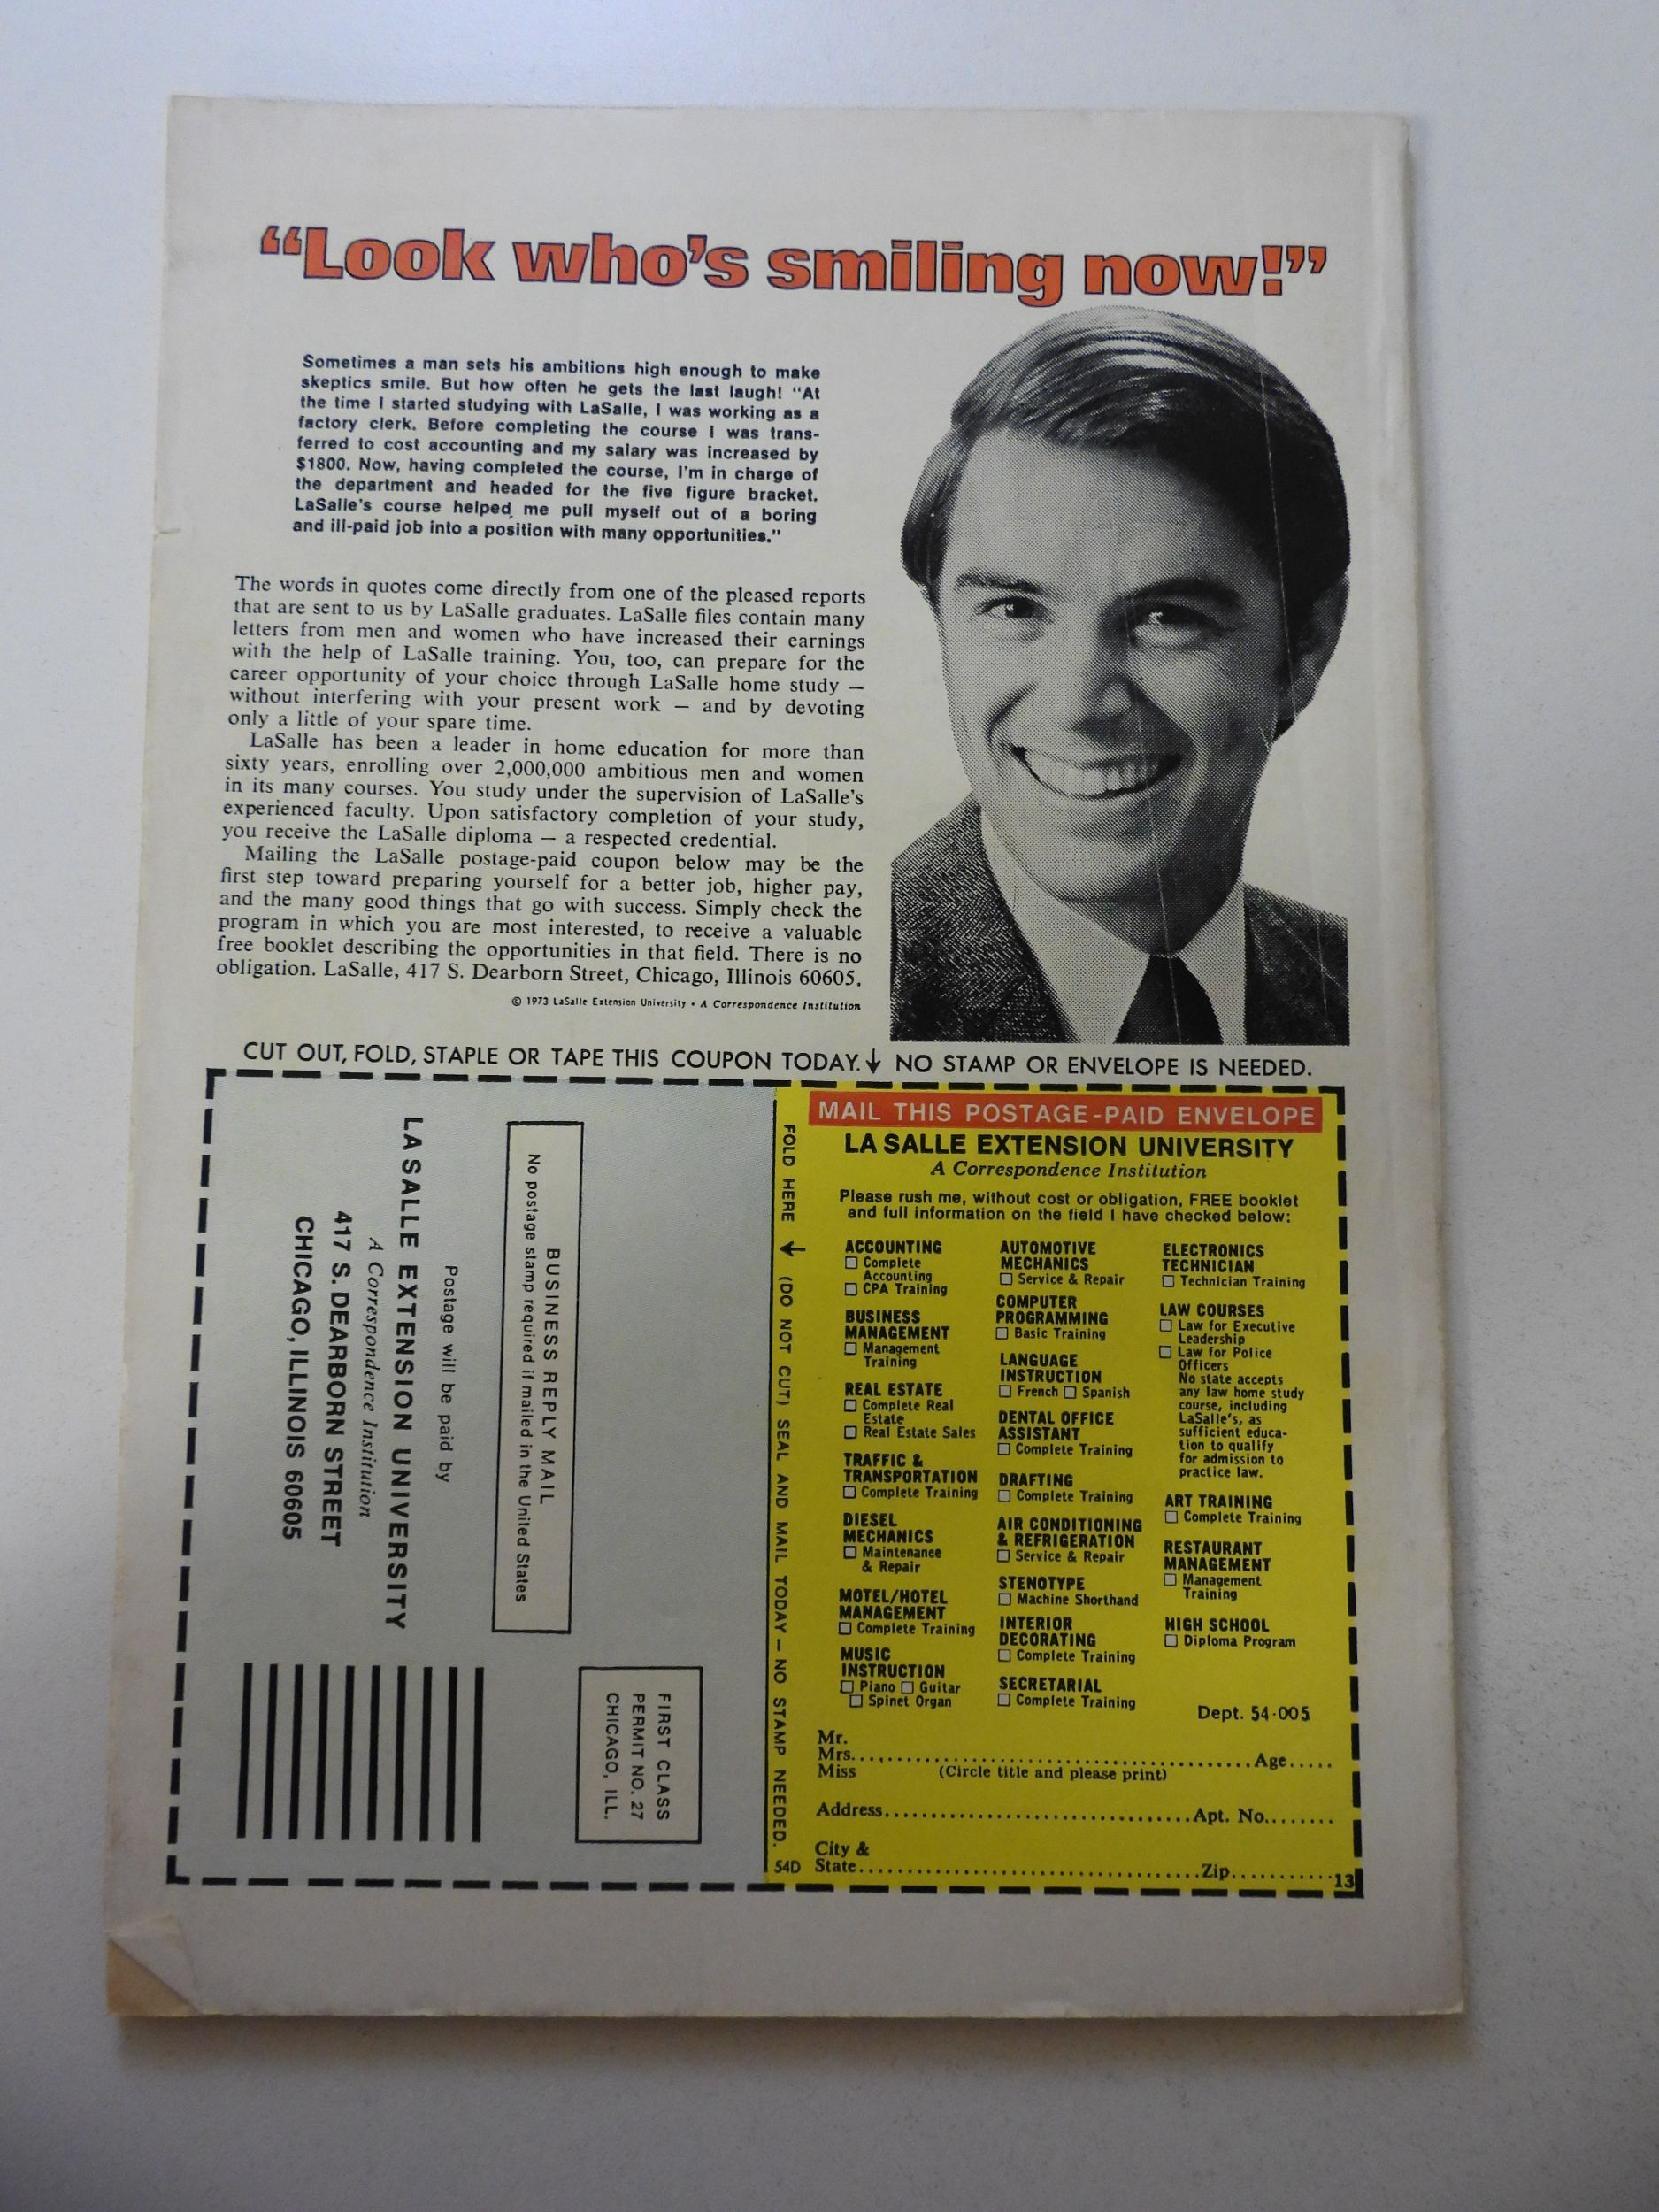 “Look who’s smiling now!”
Sometimes a man sets his ambitions high enough to make
skeptics smile. But how often he gets the last laugh! “At
the time I started studying with LaSalle, I was working as a
factory clerk. Before completing the course I was trans-
ferred to cost accounting and my salary was increased by
$1800. Now, having completed the course, I’m in charge of
the department and headed for the five figure bracket.
LaSalle’s course helped me pull myself out of a boring
and ill-paid job into a position with many opportunities.”
The words in quotes come directly from one of the pleased reports
that are sent to us by LaSalle graduates. LaSalle files contain many
letters from men and women who have increased their earnings
with the help of LaSalle training. You, too, can prepare for the
career opportunity of your choice through LaSalle home study —
without interfering with your present work — and by devoting
only a little of your spare time.
LaSalle has been a leader in home education for more than
sixty years, enrolling over 2,000,000 ambitious men and women
in its many courses. You study under the supervision of LaSalle’s
experienced faculty. Upon satisfactory completion of your study,
you receive the LaSalle diploma — a respected credential.
Mailing the LaSalle postage-paid coupon below may be the
first step toward preparing yourself for a better job, higher pay,
and the many good things that go with success. Simply check the
program in which you are most interested, to receive a valuable
free booklet describing the opportunities in that field. There is no
obligation. LaSalle, 417 S. Dearborn Street, Chicago, Illinois 60605.
© 1973 LaSalle Extension University • A Correspondence Institution
CUT OUT, FOLD, STAPLE OR TAPE THIS COUPON TODAY. ↓ NO STAMP OR ENVELOPE IS NEEDED.
FIRST CLASS
PERMIT NO. 27
CHICAGO, ILL.
BUSINESS REPLY MAIL
No postage stamp required if mailed in the United States
Postage will be paid by
LA SALLE EXTENSION UNIVERSITY
A Correspondence Institution
417 S. DEARBORN STREET
CHICAGO, ILLINOIS 60605
FOLD HERE ↓ (DO NOT CUT) SEAL AND MAIL TODAY – NO STAMP NEEDED.
54D
MAIL THIS POSTAGE-PAID ENVELOPE
LA SALLE EXTENSION UNIVERSITY
A Correspondence Institution
Please rush me, without cost or obligation, FREE booklet
and full information on the field I have checked below:
ACCOUNTING
☐ Complete
Accounting
☐ CPA Training
BUSINESS
MANAGEMENT
☐ Management
Training
REAL ESTATE
☐ Complete Real
Estate
☐ Real Estate Sales
TRAFFIC &
TRANSPORTATION
☐ Complete Training
DIESEL
MECHANICS
☐ Maintenance
& Repair
MOTEL/HOTEL
MANAGEMENT
☐ Complete Training
MUSIC
INSTRUCTION
☐ Piano ☐ Guitar
☐ Spinet Organ
AUTOMOTIVE
MECHANICS
☐ Service & Repair
COMPUTER
PROGRAMMING
☐ Basic Training
LANGUAGE
INSTRUCTION
☐ French ☐ Spanish
DENTAL OFFICE
ASSISTANT
☐ Complete Training
DRAFTING
☐ Complete Training
AIR CONDITIONING
& REFRIGERATION
☐ Service & Repair
STENOTYPE
☐ Machine Shorthand
INTERIOR
DECORATING
☐ Complete Training
SECRETARIAL
☐ Complete Training
ELECTRONICS
TECHNICIAN
☐ Technician Training
LAW COURSES
☐ Law for Executive
Leadership
☐ Law for Police
Officers
No state accepts
any law home study
course, including
LaSalle’s, as
sufficient educa-
tion to qualify
for admission to
practice law.
ART TRAINING
☐ Complete Training
RESTAURANT
MANAGEMENT
☐ Management
Training
HIGH SCHOOL
☐ Diploma Program
Dept. 54-005
Mr.
Mrs. Age
Miss (Circle title and please print)
Address Apt. No.
City &
State Zip
13